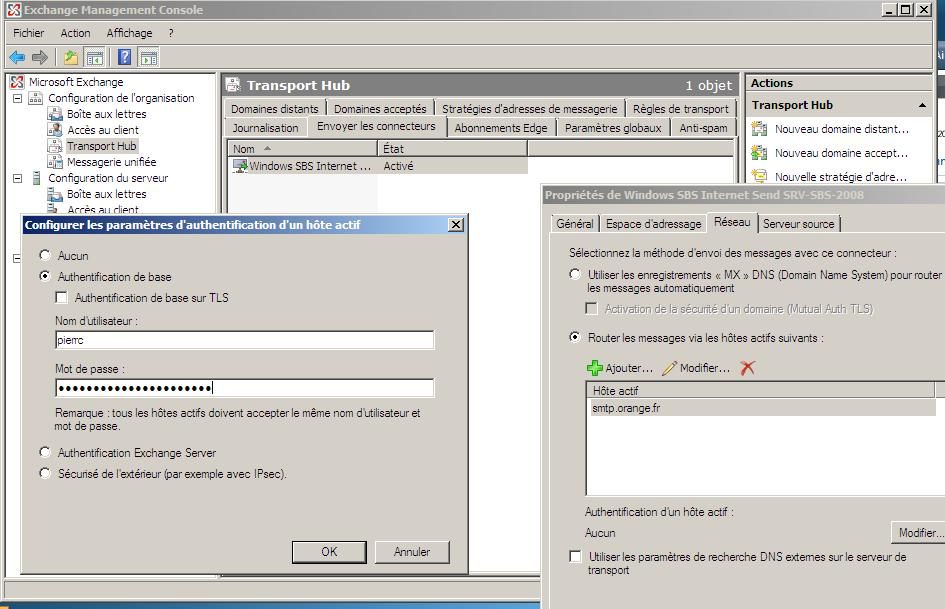 Exchange Management Console
Fichier Action Affichage ?
Microsoft Exchange
Configuration de l'organisation
Boîte aux lettres
Accès au client
Transport Hub
Messagerie unifiée
Configuration du serveur
Boîte aux lettres
Accès au client
Transport Hub 1 objet
Domaines distants Domaines acceptés Stratégies d'adresses de messagerie Règles de transport
Journalisation Envoyer les connecteurs Abonnements Edge Paramètres globaux Anti-spam
Nom État
Windows SBS Internet ... Activé
Actions
Transport Hub
Nouveau domaine distant...
Nouveau domaine accept...
Nouvelle stratégie d'adre...
Configurer les paramètres d'authentification d'un hôte actif
Aucun
Authentification de base
Authentification de base sur TLS
Nom d'utilisateur :
pierrc
Mot de passe :
Remarque : tous les hôtes actifs doivent accepter le même nom d'utilisateur et
mot de passe.
Authentification Exchange Server
Sécurisé de l'extérieur (par exemple avec IPsec).
OK Annuler
Propriétés de Windows SBS Internet Send SRV-SBS-2008
Général Espace d'adressage Réseau Serveur source
Sélectionnez la méthode d'envoi des messages avec ce connecteur :
Utiliser les enregistrements « MX » DNS (Domain Name System) pour router
les messages automatiquement
Activation de la sécurité d'un domaine (Mutual Auth TLS)
Router les messages via les hôtes actifs suivants :
Ajouter... Modifier...
Hôte actif
smtp.orange.fr
Authentification d'un hôte actif :
Aucun Modifier...
Utiliser les paramètres de recherche DNS externes sur le serveur de
transport